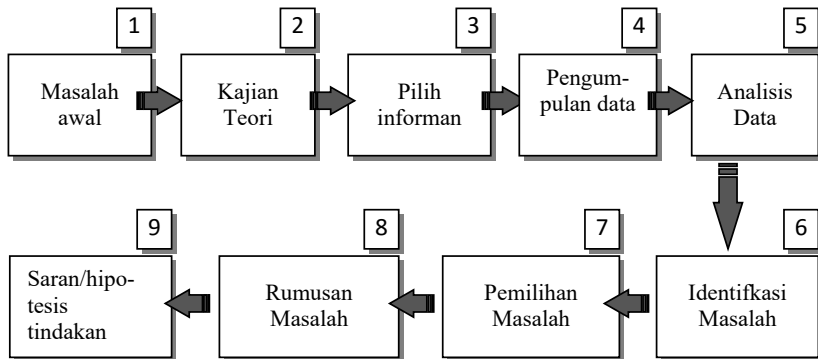 1
Masalah
awal
2
Kajian
Teori
3
Pilih
informan
4
Pengum-
pulan data
5
Analisis
Data
6
Identifkasi
Masalah
7
Pemilihan
Masalah
8
Rumusan
Masalah
9
Saran/hipo-
tesis
tindakan